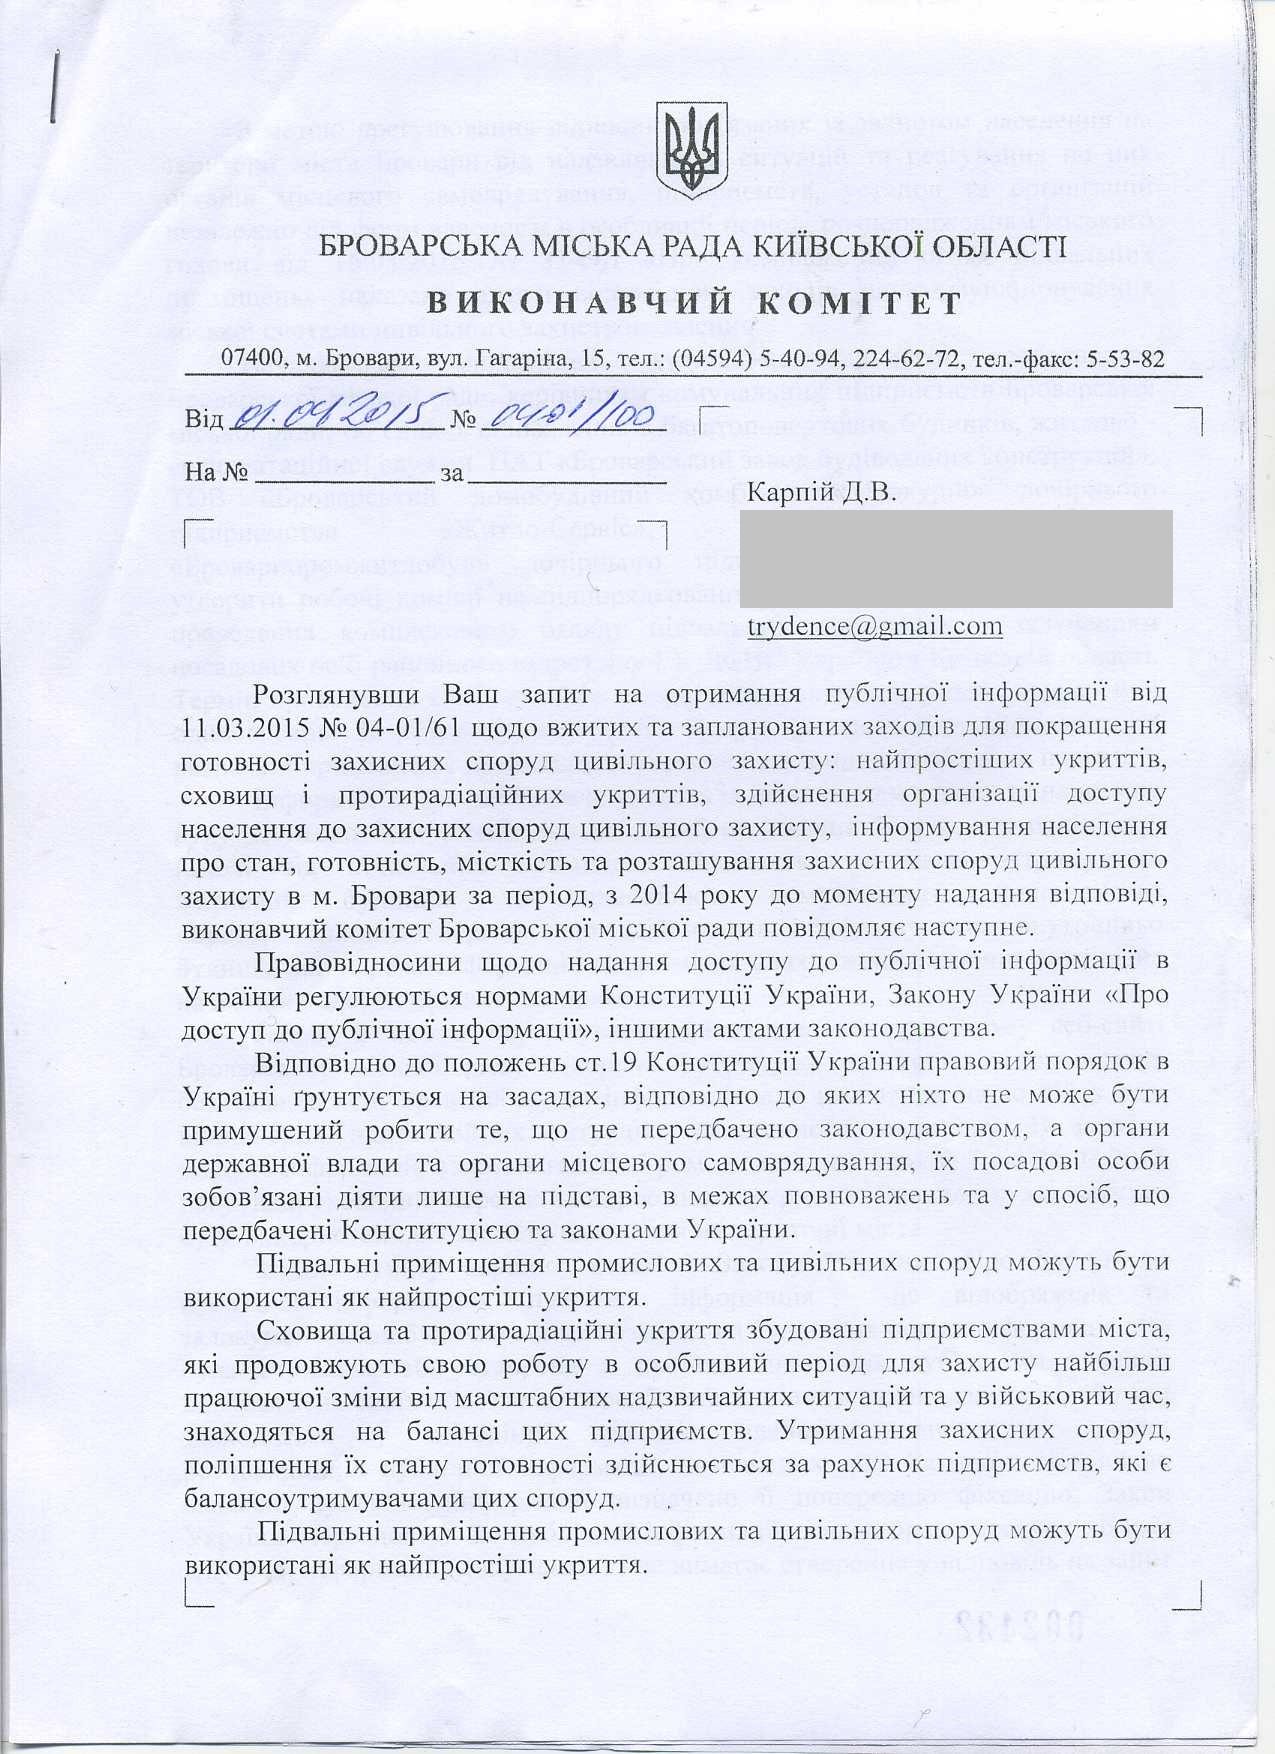 БРОВАРСЬКА МІСЬКА РАДА КИЇВСЬКОЇ ОБЛАСТІ
ВИКОНАВЧИЙ КОМІТЕТ
07400, м. Бровари, вул. Гагаріна, 15, тел.: (04594) 5-40-94, 224-62-72, тел.-факс: 5-53-82
Від 01.04.2015 № 04-01/100
На № за
Карпій Д.В.
trydence@gmail.com
Розглянувши Ваш запит на отримання публічної інформації від
11.03.2015 № 04-01/61 щодо вжитих та запланованих заходів для покращення
готовності захисних споруд цивільного захисту: найпростіших укриттів,
сховищ і протирадіаційних укриттів, здійснення організації доступу
населення до захисних споруд цивільного захисту, інформування населення
про стан, готовність, місткість та розташування захисних споруд цивільного
захисту в м. Бровари за період, з 2014 року до моменту надання відповіді,
виконавчий комітет Броварської міської ради повідомляє наступне.
Правовідносини щодо надання доступу до публічної інформації в
України регулюються нормами Конституції України, Закону України «Про
доступ до публічної інформації», іншими актами законодавства.
Відповідно до положень ст.19 Конституції України правовий порядок в
Україні ґрунтується на засадах, відповідно до яких ніхто не може бути
примушений робити те, що не передбачено законодавством, а органи
державної влади та органи місцевого самоврядування, їх посадові особи
зобов’язані діяти лише на підставі, в межах повноважень та у спосіб, що
передбачені Конституцією та законами України.
Підвальні приміщення промислових та цивільних споруд можуть бути
використані як найпростіші укриття.
Сховища та протирадіаційні укриття збудовані підприємствами міста,
які продовжують свою роботу в особливий період для захисту найбільш
працюючої зміни від масштабних надзвичайних ситуацій та у військовий час,
знаходяться на балансі цих підприємств. Утримання захисних споруд,
поліпшення їх стану готовності здійснюється за рахунок підприємств, які є
балансоутримувачами цих споруд.
Підвальні приміщення промислових та цивільних споруд можуть бути
використані як найпростіші укриття.